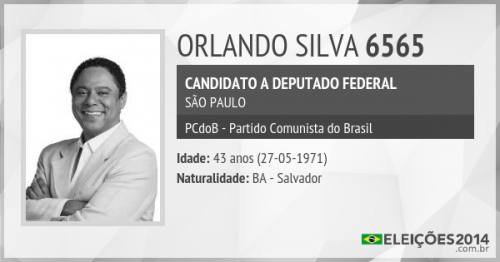 ORLANDO SILVA 6565
CANDIDATO A DEPUTADO FEDERAL
SÃO PAULO
PCdoB - Partido Comunista do Brasil
Idade: 43 anos (27-05-1971)
Naturalidade: BA - Salvador
ELEIÇÕES2014
.com.br